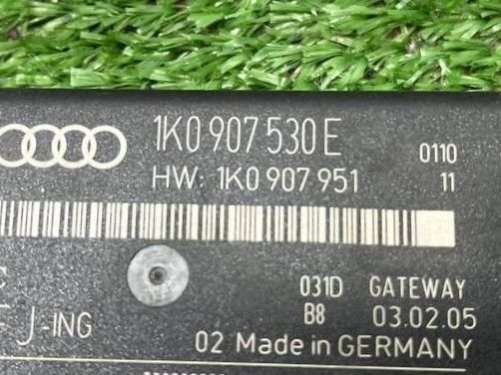 1K0 907 530 E
0110
HW: 1K0 907 951
11
031D GATEWAY
B8 03.02.05
J-ING
02 Made in GERMANY